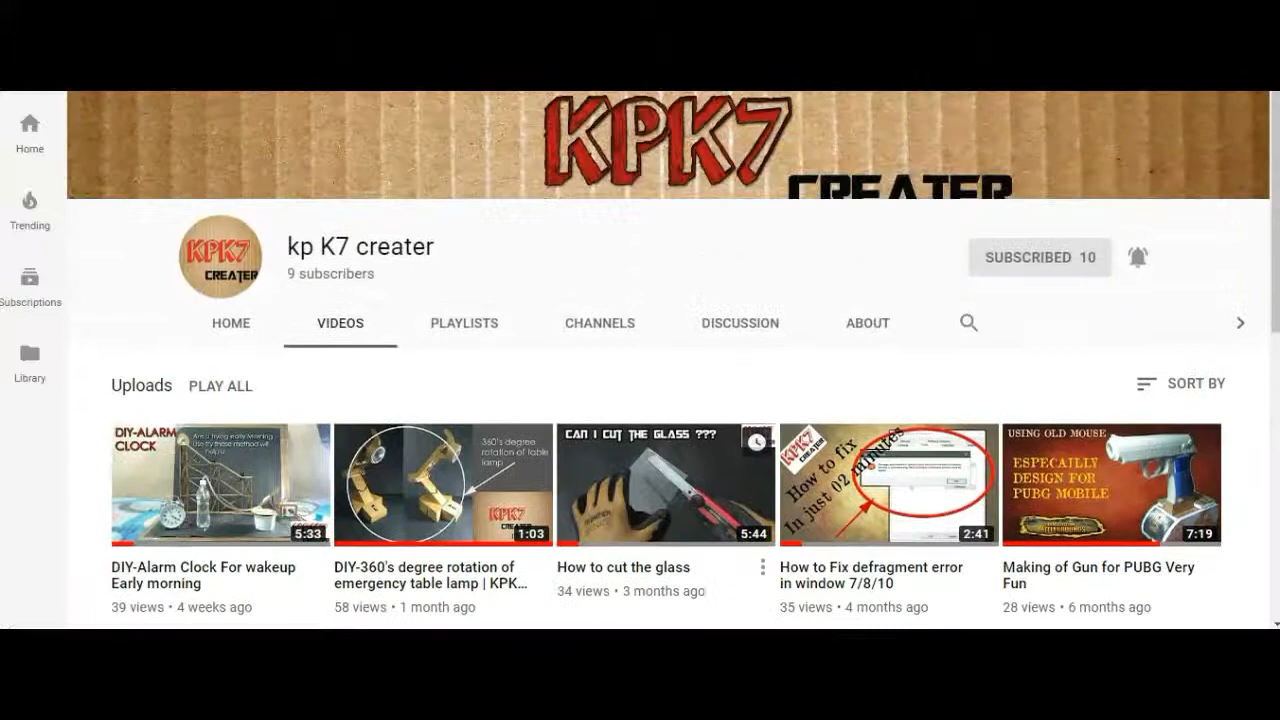 KPK7
CREATER
Home
Trending
Subscriptions
Library
KPK7
CREATER
kp K7 creater
9 subscribers
SUBSCRIBED 10
HOME
VIDEOS
PLAYLISTS
CHANNELS
DISCUSSION
ABOUT
Uploads
PLAY ALL
SORT BY
DIY-ALARM
CLOCK
5:33
DIY-Alarm Clock For wakeup
Early morning
39 views • 4 weeks ago
360's degree
rotation of table
lamp
KPK7
1:03
DIY-360's degree rotation of
emergency table lamp | KPK...
58 views • 1 month ago
CAN I CUT THE GLASS ???
5:44
How to cut the glass
34 views • 3 months ago
KPK7
How to fix
In just 02 minutes
2:41
How to Fix defragment error
in window 7/8/10
35 views • 4 months ago
USING OLD MOUSE
ESPECAILLY
DESIGN FOR
PUBG MOBILE
7:19
Making of Gun for PUBG Very
Fun
28 views • 6 months ago